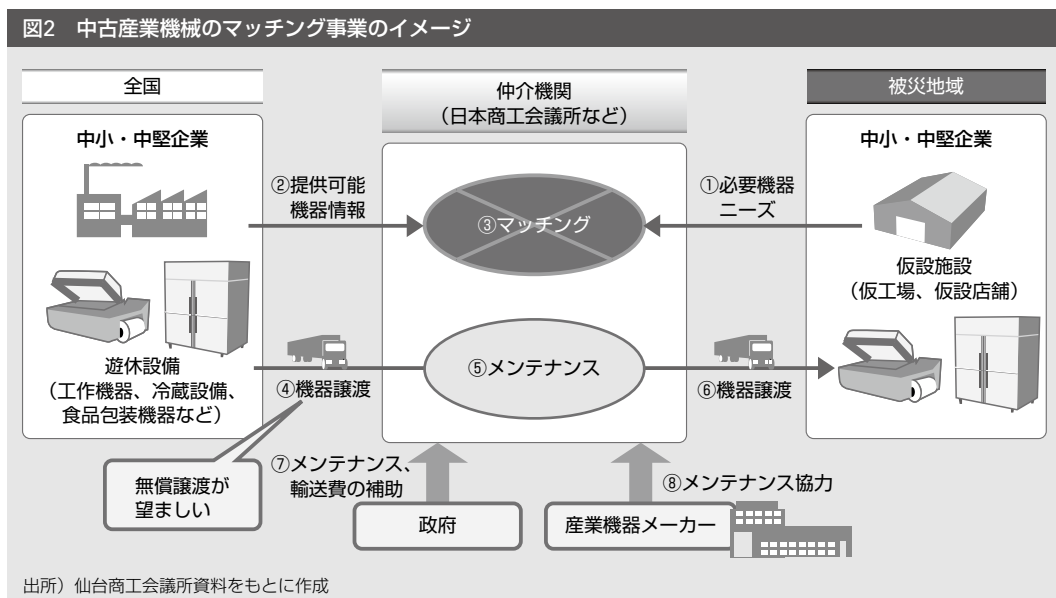 図2 中古産業機械のマッチング事業のイメージ
全国
中小・中堅企業
遊休設備
（工作機器、冷蔵設備、
食品包装機器など）
②提供可能
機器情報
④機器譲渡
無償譲渡が
望ましい
仲介機関
（日本商工会議所など）
③マッチング
⑤メンテナンス
⑦メンテナンス、
輸送費の補助
政府
⑧メンテナンス協力
産業機器メーカー
①必要機器
ニーズ
⑥機器譲渡
被災地域
中小・中堅企業
仮設施設
（仮工場、仮設店舗）
出所）仙台商工会議所資料をもとに作成